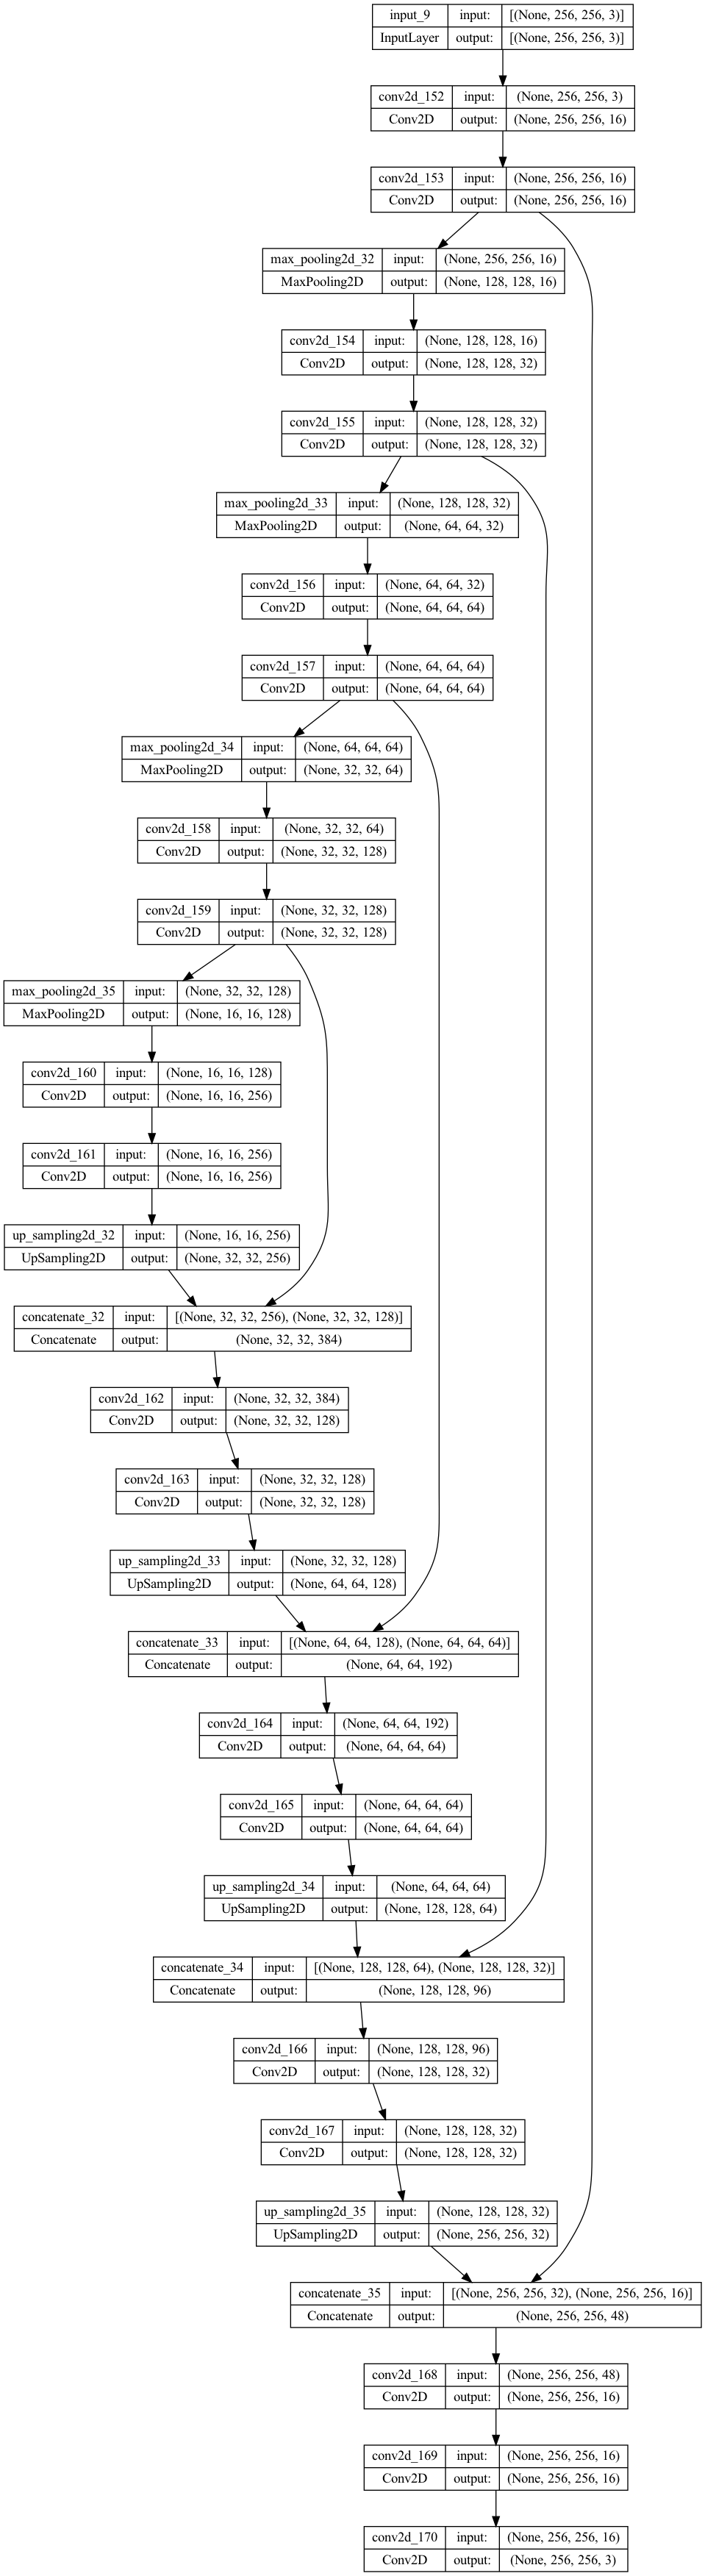 input_9 input: [(None, 256, 256, 3)]
InputLayer output: [(None, 256, 256, 3)]
conv2d_152 input: (None, 256, 256, 3)
Conv2D output: (None, 256, 256, 16)
conv2d_153 input: (None, 256, 256, 16)
Conv2D output: (None, 256, 256, 16)
max_pooling2d_32 input: (None, 256, 256, 16)
MaxPooling2D output: (None, 128, 128, 16)
conv2d_154 input: (None, 128, 128, 16)
Conv2D output: (None, 128, 128, 32)
conv2d_155 input: (None, 128, 128, 32)
Conv2D output: (None, 128, 128, 32)
max_pooling2d_33 input: (None, 128, 128, 32)
MaxPooling2D output: (None, 64, 64, 32)
conv2d_156 input: (None, 64, 64, 32)
Conv2D output: (None, 64, 64, 64)
conv2d_157 input: (None, 64, 64, 64)
Conv2D output: (None, 64, 64, 64)
max_pooling2d_34 input: (None, 64, 64, 64)
MaxPooling2D output: (None, 32, 32, 64)
conv2d_158 input: (None, 32, 32, 64)
Conv2D output: (None, 32, 32, 128)
conv2d_159 input: (None, 32, 32, 128)
Conv2D output: (None, 32, 32, 128)
max_pooling2d_35 input: (None, 32, 32, 128)
MaxPooling2D output: (None, 16, 16, 128)
conv2d_160 input: (None, 16, 16, 128)
Conv2D output: (None, 16, 16, 256)
conv2d_161 input: (None, 16, 16, 256)
Conv2D output: (None, 16, 16, 256)
up_sampling2d_32 input: (None, 16, 16, 256)
UpSampling2D output: (None, 32, 32, 256)
concatenate_32 input: [(None, 32, 32, 256), (None, 32, 32, 128)]
Concatenate output: (None, 32, 32, 384)
conv2d_162 input: (None, 32, 32, 384)
Conv2D output: (None, 32, 32, 128)
conv2d_163 input: (None, 32, 32, 128)
Conv2D output: (None, 32, 32, 128)
up_sampling2d_33 input: (None, 32, 32, 128)
UpSampling2D output: (None, 64, 64, 128)
concatenate_33 input: [(None, 64, 64, 128), (None, 64, 64, 64)]
Concatenate output: (None, 64, 64, 192)
conv2d_164 input: (None, 64, 64, 192)
Conv2D output: (None, 64, 64, 64)
conv2d_165 input: (None, 64, 64, 64)
Conv2D output: (None, 64, 64, 64)
up_sampling2d_34 input: (None, 64, 64, 64)
UpSampling2D output: (None, 128, 128, 64)
concatenate_34 input: [(None, 128, 128, 64), (None, 128, 128, 32)]
Concatenate output: (None, 128, 128, 96)
conv2d_166 input: (None, 128, 128, 96)
Conv2D output: (None, 128, 128, 32)
conv2d_167 input: (None, 128, 128, 32)
Conv2D output: (None, 128, 128, 32)
up_sampling2d_35 input: (None, 128, 128, 32)
UpSampling2D output: (None, 256, 256, 32)
concatenate_35 input: [(None, 256, 256, 32), (None, 256, 256, 16)]
Concatenate output: (None, 256, 256, 48)
conv2d_168 input: (None, 256, 256, 48)
Conv2D output: (None, 256, 256, 16)
conv2d_169 input: (None, 256, 256, 16)
Conv2D output: (None, 256, 256, 16)
conv2d_170 input: (None, 256, 256, 16)
Conv2D output: (None, 256, 256, 3)